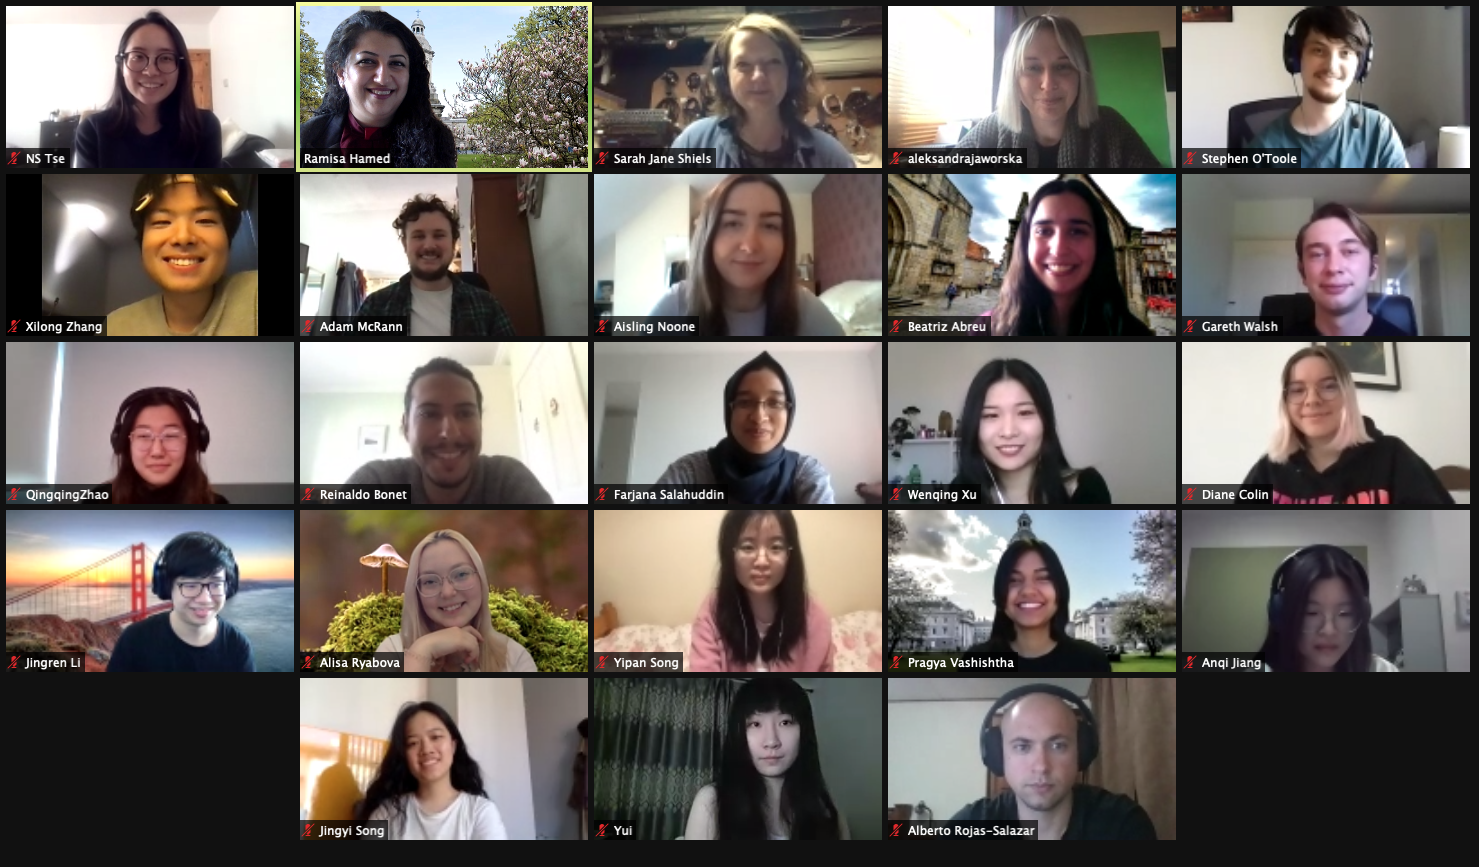 NS Tse
Ramisa Hamed
Sarah Jane Shiels
aleksandrajaworska
Stephen O'Toole
Xilong Zhang
Adam McRann
Aisling Noone
Beatriz Abreu
Gareth Walsh
QingqingZhao
Reinaldo Bonet
Farjana Salahuddin
Wenqing Xu
Diane Colin
Jingren Li
Alisa Ryabova
Yipan Song
Pragya Vashishtha
Anqi Jiang
Jingyi Song
Yui
Alberto Rojas-Salazar